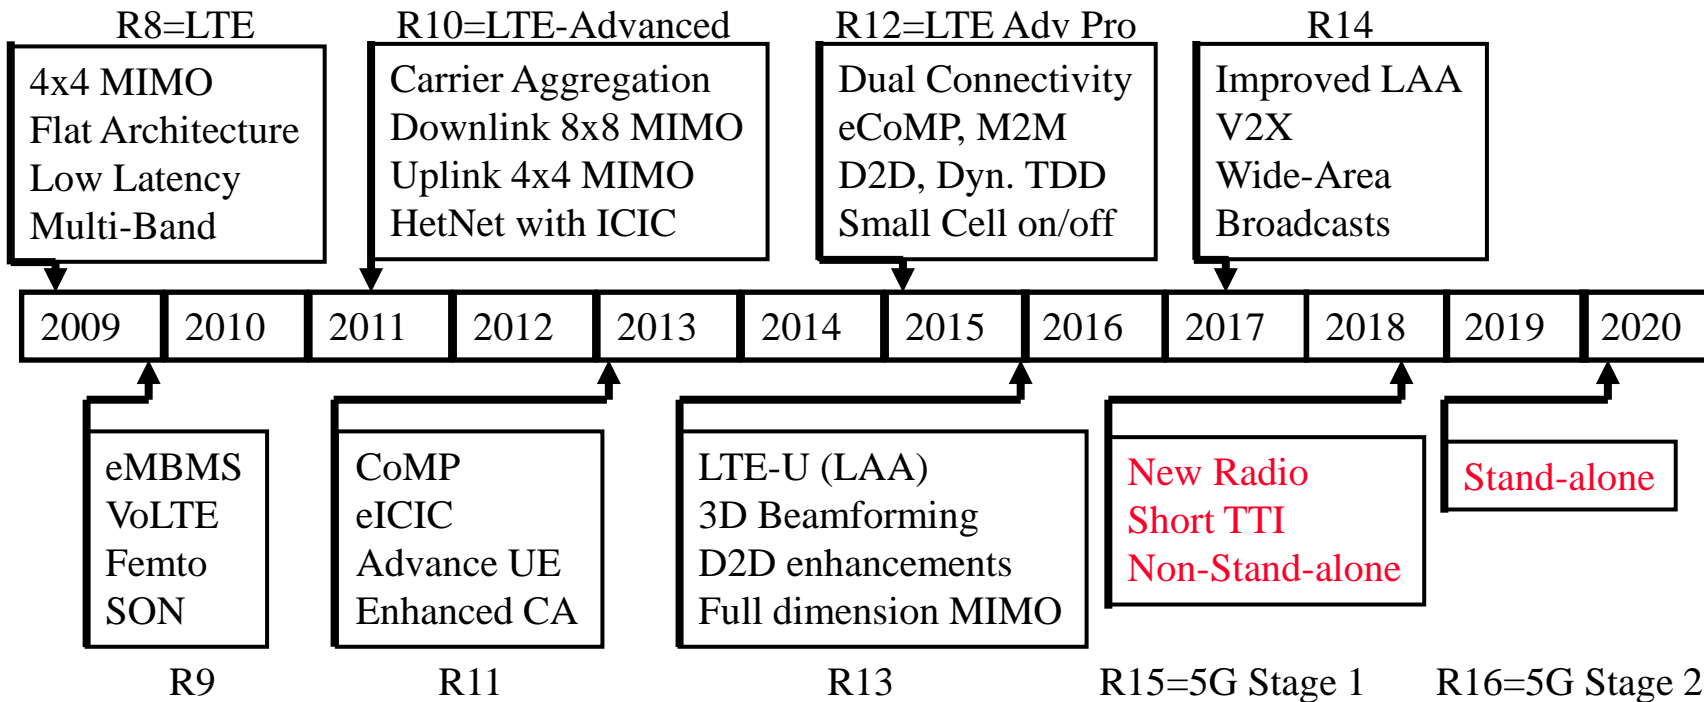 R8=LTE
4x4 MIMO
Flat Architecture
Low Latency
Multi-Band
R10=LTE-Advanced
Carrier Aggregation
Downlink 8x8 MIMO
Uplink 4x4 MIMO
HetNet with ICIC
R12=LTE Adv Pro
Dual Connectivity
eCoMP, M2M
D2D, Dyn. TDD
Small Cell on/off
R14
Improved LAA
V2X
Wide-Area
Broadcasts
2009 2010 2011 2012 2013 2014 2015 2016 2017 2018 2019 2020
eMBMS
VoLTE
Femto
SON
R9
CoMP
eICIC
Advance UE
Enhanced CA
R11
LTE-U (LAA)
3D Beamforming
D2D enhancements
Full dimension MIMO
R13
New Radio
Short TTI
Non-Stand-alone
R15=5G Stage 1
Stand-alone
R16=5G Stage 2